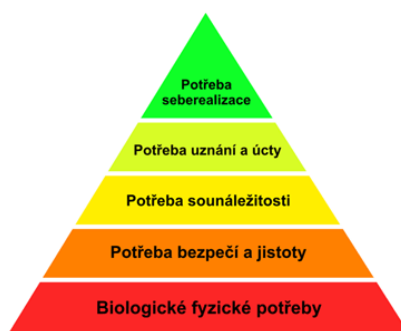 Potřeba
seberealizace
Potřeba uznání a úcty
Potřeba sounáležitosti
Potřeba bezpečí a jistoty
Biologické fyzické potřeby